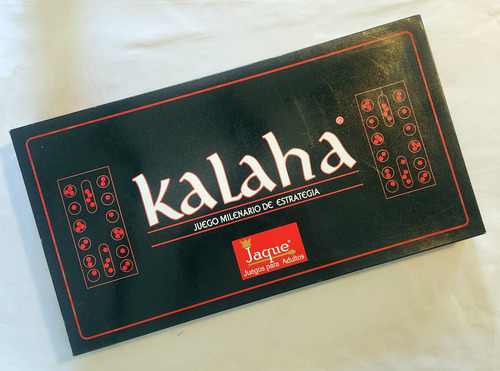 kalaha®
JUEGO MILENARIO DE ESTRATEGIA
Jaque®
Juegos para Adultos